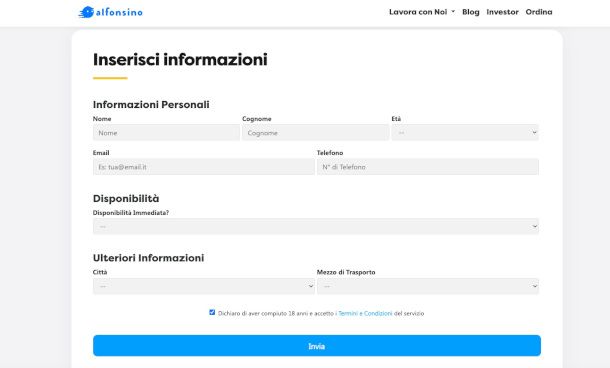 alfonsino
Lavora con Noi Blog Investor Ordina
Inserisci informazioni
Informazioni Personali
Nome Cognome Età
Nome Cognome --
Email Telefono
Es: tua@email.it N° di Telefono
Disponibilità
Disponibilità Immediata?
--
Ulteriori Informazioni
Città Mezzo di Trasporto
-- --
Dichiaro di aver compiuto 18 anni e accetto i Termini e Condizioni del servizio
Invia